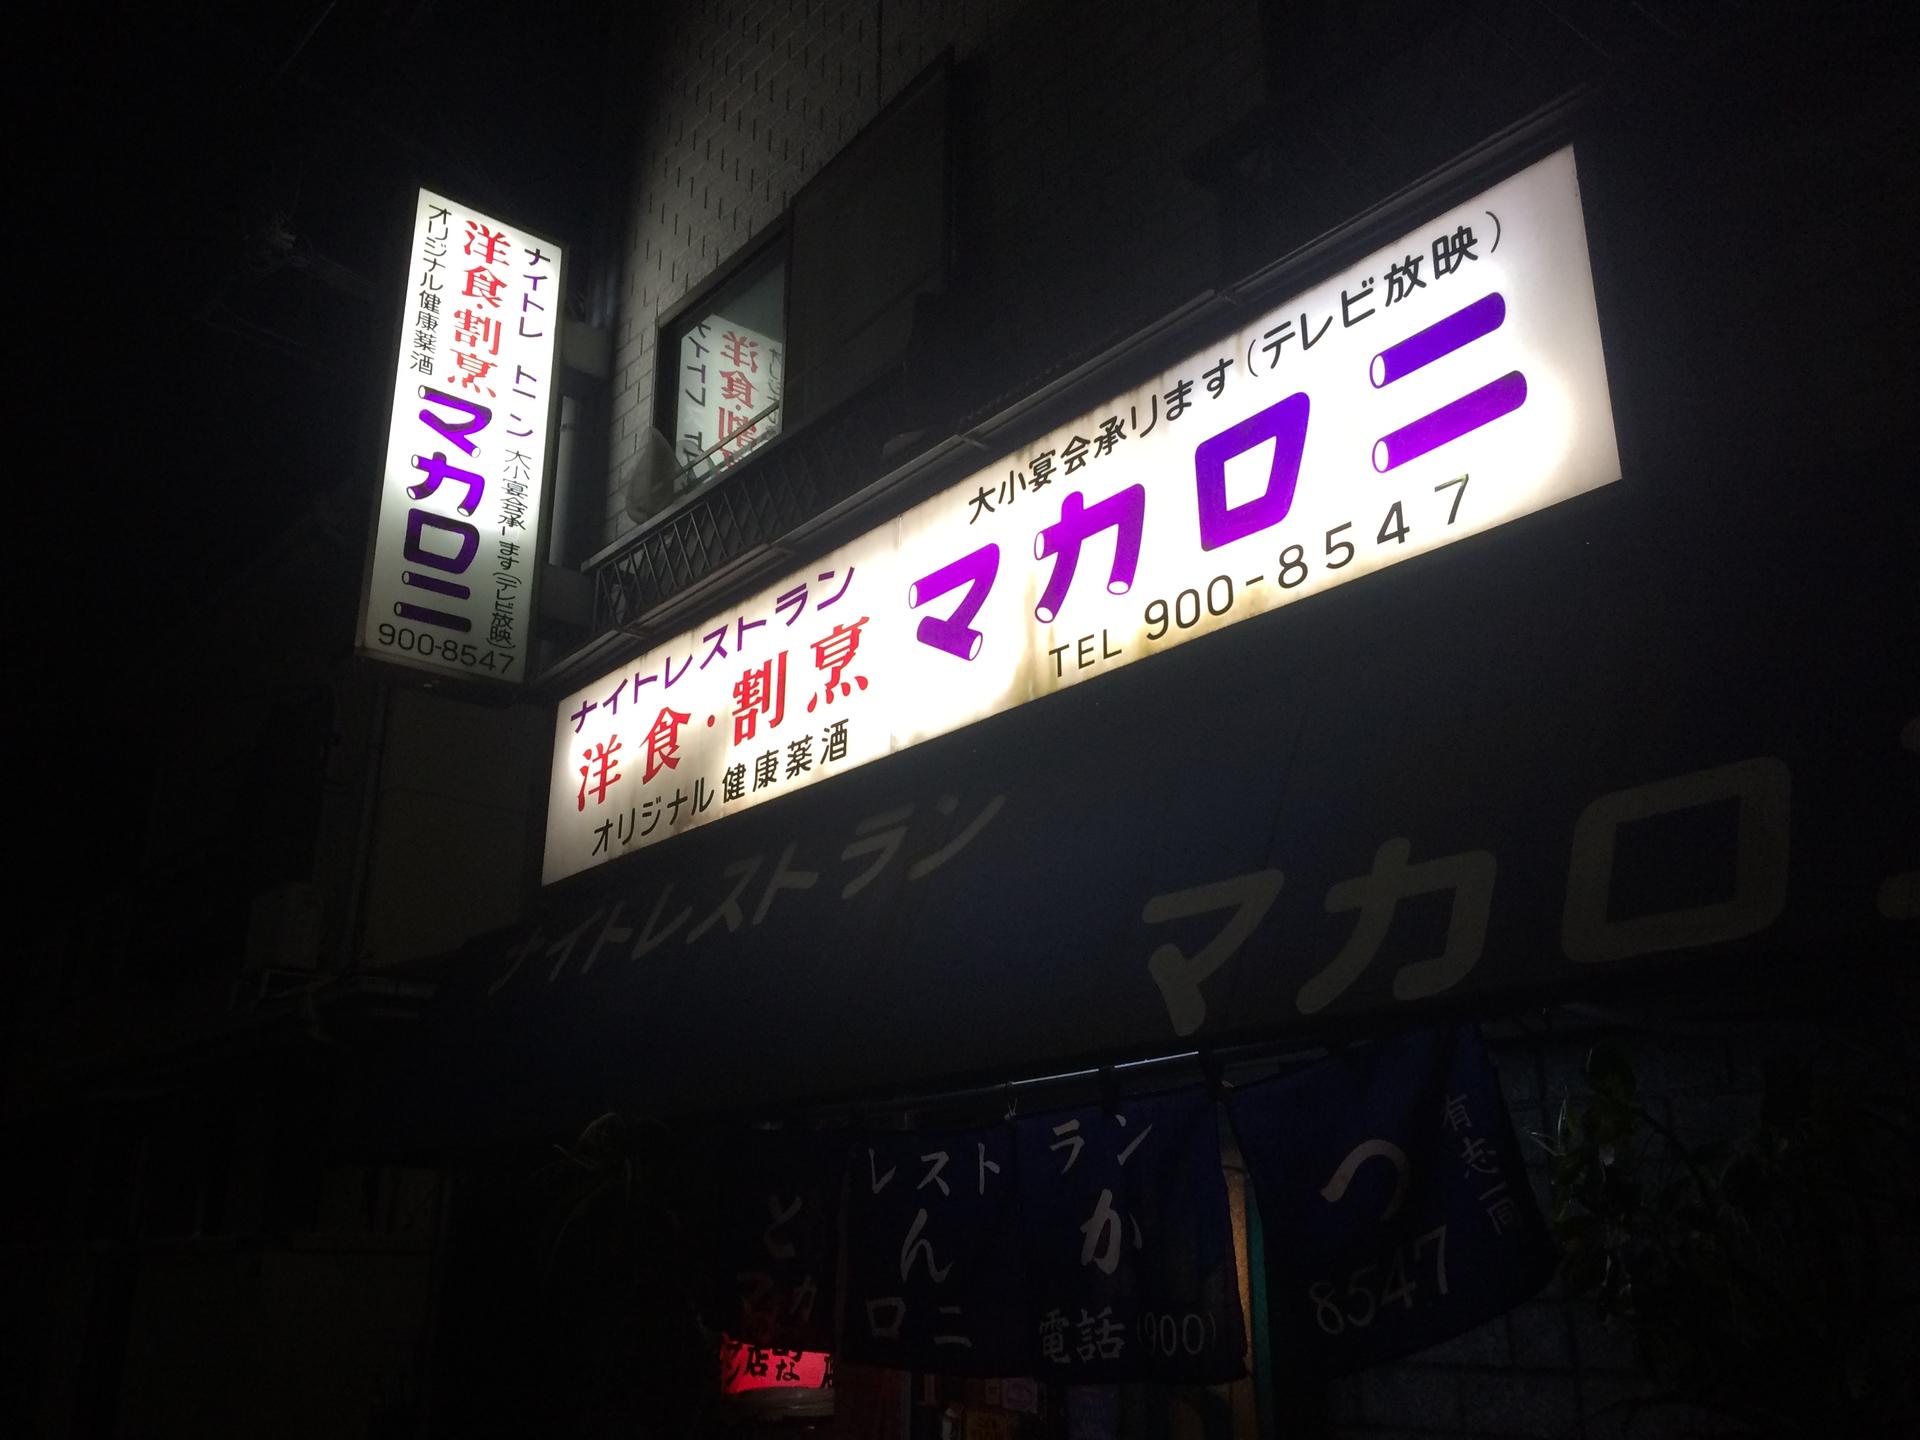 ナイトレ トーン 大小宴会承 ます(テレビ放映)
洋食・割烹
オリジナル健康薬酒
マカロニ
900-8547
洋食・割
大小宴会承ります(テレビ放映)
ナイトレストラン
洋食・割烹
オリジナル健康薬酒
マカロニ
TEL 900-8547
ナイトレストラン
マカロニ
レストラン
とんかつ
マカロニ
電話(900)8547
有志一同